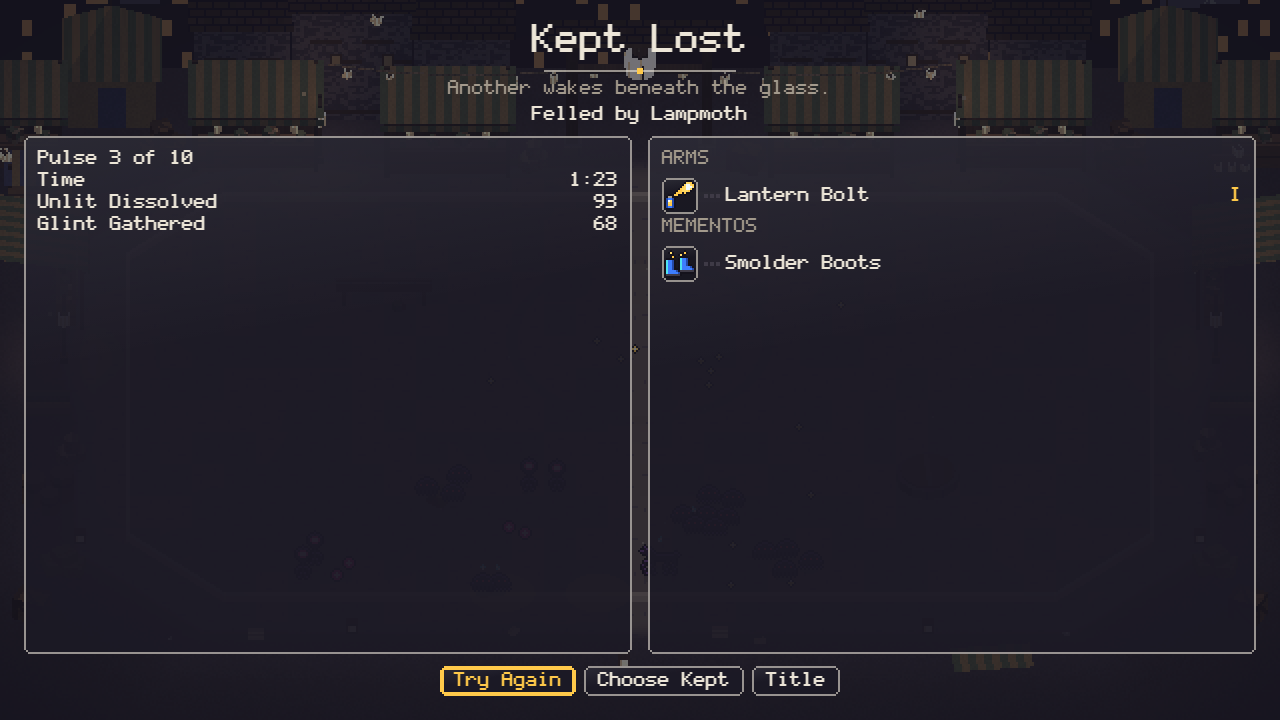 Kept Lost
Another wakes beneath the glass.
Felled by Lampmoth
Pulse 3 of 10
Time 1:23
Unlit Dissolved 93
Glint Gathered 68
ARMS
Lantern Bolt I
MEMENTOS
Smolder Boots
Try Again Choose Kept Title